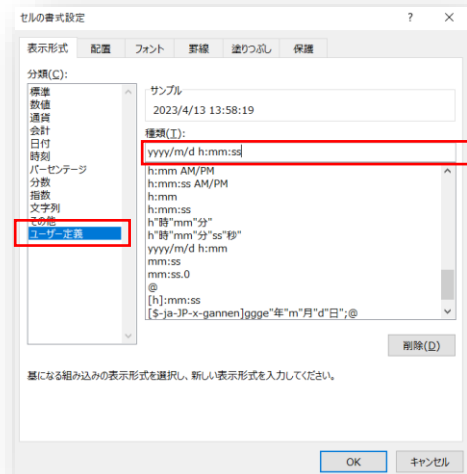 セルの書式設定 ? ×
表示形式 配置 フォント 罫線 塗りつぶし 保護
分類(C):
標準
数値
通貨
会計
日付
時刻
パーセンテージ
分数
指数
文字列
その他
ユーザー定義
サンプル
2023/4/13 13:58:19
種類(T):
yyyy/m/d h:mm:ss
h:mm AM/PM
h:mm:ss AM/PM
h:mm
h:mm:ss
h"時"mm"分"
h"時"mm"分"ss"秒"
yyyy/m/d h:mm
mm:ss
mm:ss.0
@
[h]:mm:ss
[$-ja-JP-x-gannen]ggge"年"m"月"d"日";@
削除(D)
基になる組み込みの表示形式を選択し、新しい表示形式を入力してください。
OK キャンセル